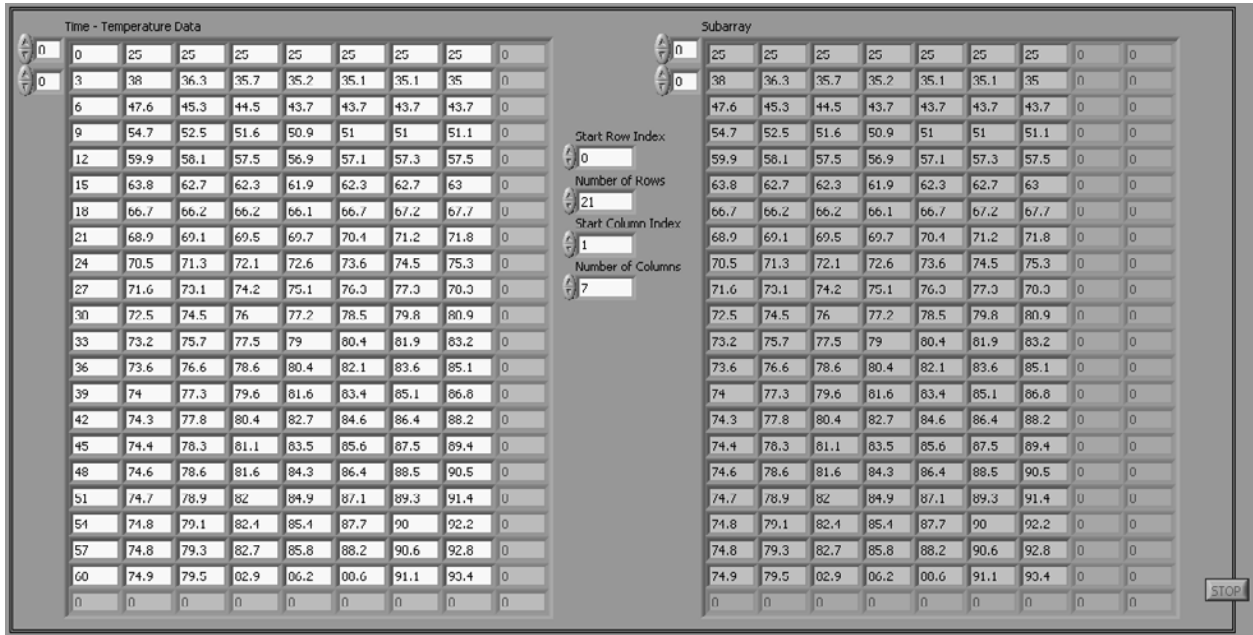 Time - Temperature Data
0
0
0 25 25 25 25 25 25 25 0
3 38 36.3 35.7 35.2 35.1 35.1 35 0
6 47.6 45.3 44.5 43.7 43.7 43.7 43.7 0
9 54.7 52.5 51.6 50.9 51 51 51.1 0
12 59.9 58.1 57.5 56.9 57.1 57.3 57.5 0
15 63.8 62.7 62.3 61.9 62.3 62.7 63 0
18 66.7 66.2 66.2 66.1 66.7 67.2 67.7 0
21 68.9 69.1 69.5 69.7 70.4 71.2 71.8 0
24 70.5 71.3 72.1 72.6 73.6 74.5 75.3 0
27 71.6 73.1 74.2 75.1 76.3 77.3 78.3 0
30 72.5 74.5 76 77.2 78.5 79.8 80.9 0
33 73.2 75.7 77.5 79 80.4 81.9 83.2 0
36 73.6 76.6 78.6 80.4 82.1 83.6 85.1 0
39 74 77.3 79.6 81.6 83.4 85.1 86.8 0
42 74.3 77.8 80.4 82.7 84.6 86.4 88.2 0
45 74.4 78.3 81.1 83.5 85.6 87.5 89.4 0
48 74.6 78.6 81.6 84.3 86.4 88.5 90.5 0
51 74.7 78.9 82 84.9 87.1 89.3 91.4 0
54 74.8 79.1 82.4 85.4 87.7 90 92.2 0
57 74.8 79.3 82.7 85.8 88.2 90.6 92.8 0
60 74.9 79.5 82.9 86.2 88.6 91.1 93.4 0
0 0 0 0 0 0 0 0 0
Start Row Index
0
Number of Rows
21
Start Column Index
1
Number of Columns
7
Subarray
0
0
25 25 25 25 25 25 25 0 0
38 36.3 35.7 35.2 35.1 35.1 35 0 0
47.6 45.3 44.5 43.7 43.7 43.7 43.7 0 0
54.7 52.5 51.6 50.9 51 51 51.1 0 0
59.9 58.1 57.5 56.9 57.1 57.3 57.5 0 0
63.8 62.7 62.3 61.9 62.3 62.7 63 0 0
66.7 66.2 66.2 66.1 66.7 67.2 67.7 0 0
68.9 69.1 69.5 69.7 70.4 71.2 71.8 0 0
70.5 71.3 72.1 72.6 73.6 74.5 75.3 0 0
71.6 73.1 74.2 75.1 76.3 77.3 78.3 0 0
72.5 74.5 76 77.2 78.5 79.8 80.9 0 0
73.2 75.7 77.5 79 80.4 81.9 83.2 0 0
73.6 76.6 78.6 80.4 82.1 83.6 85.1 0 0
74 77.3 79.6 81.6 83.4 85.1 86.8 0 0
74.3 77.8 80.4 82.7 84.6 86.4 88.2 0 0
74.4 78.3 81.1 83.5 85.6 87.5 89.4 0 0
74.6 78.6 81.6 84.3 86.4 88.5 90.5 0 0
74.7 78.9 82 84.9 87.1 89.3 91.4 0 0
74.8 79.1 82.4 85.4 87.7 90 92.2 0 0
74.8 79.3 82.7 85.8 88.2 90.6 92.8 0 0
74.9 79.5 82.9 86.2 88.6 91.1 93.4 0 0
0 0 0 0 0 0 0 0 0
STOP